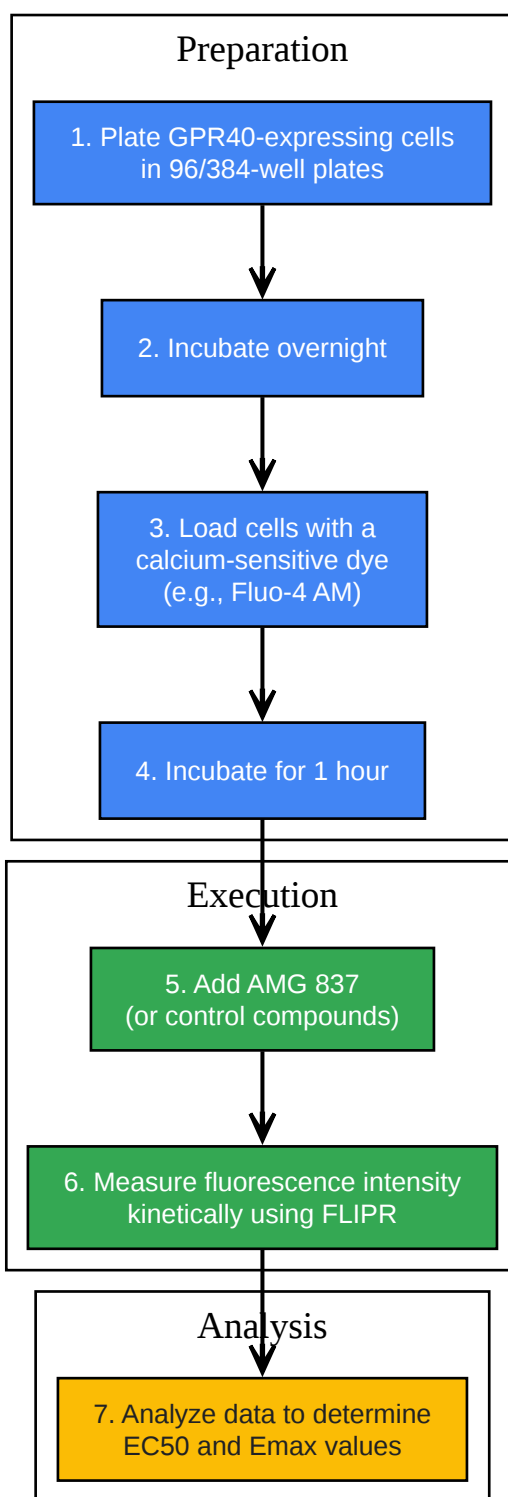 Preparation
1. Plate GPR40-expressing cells
in 96/384-well plates
2. Incubate overnight
3. Load cells with a
calcium-sensitive dye
(e.g., Fluo-4 AM)
4. Incubate for 1 hour
Execution
5. Add AMG 837
(or control compounds)
6. Measure fluorescence intensity
kinetically using FLIPR
Analysis
7. Analyze data to determine
EC50 and Emax values